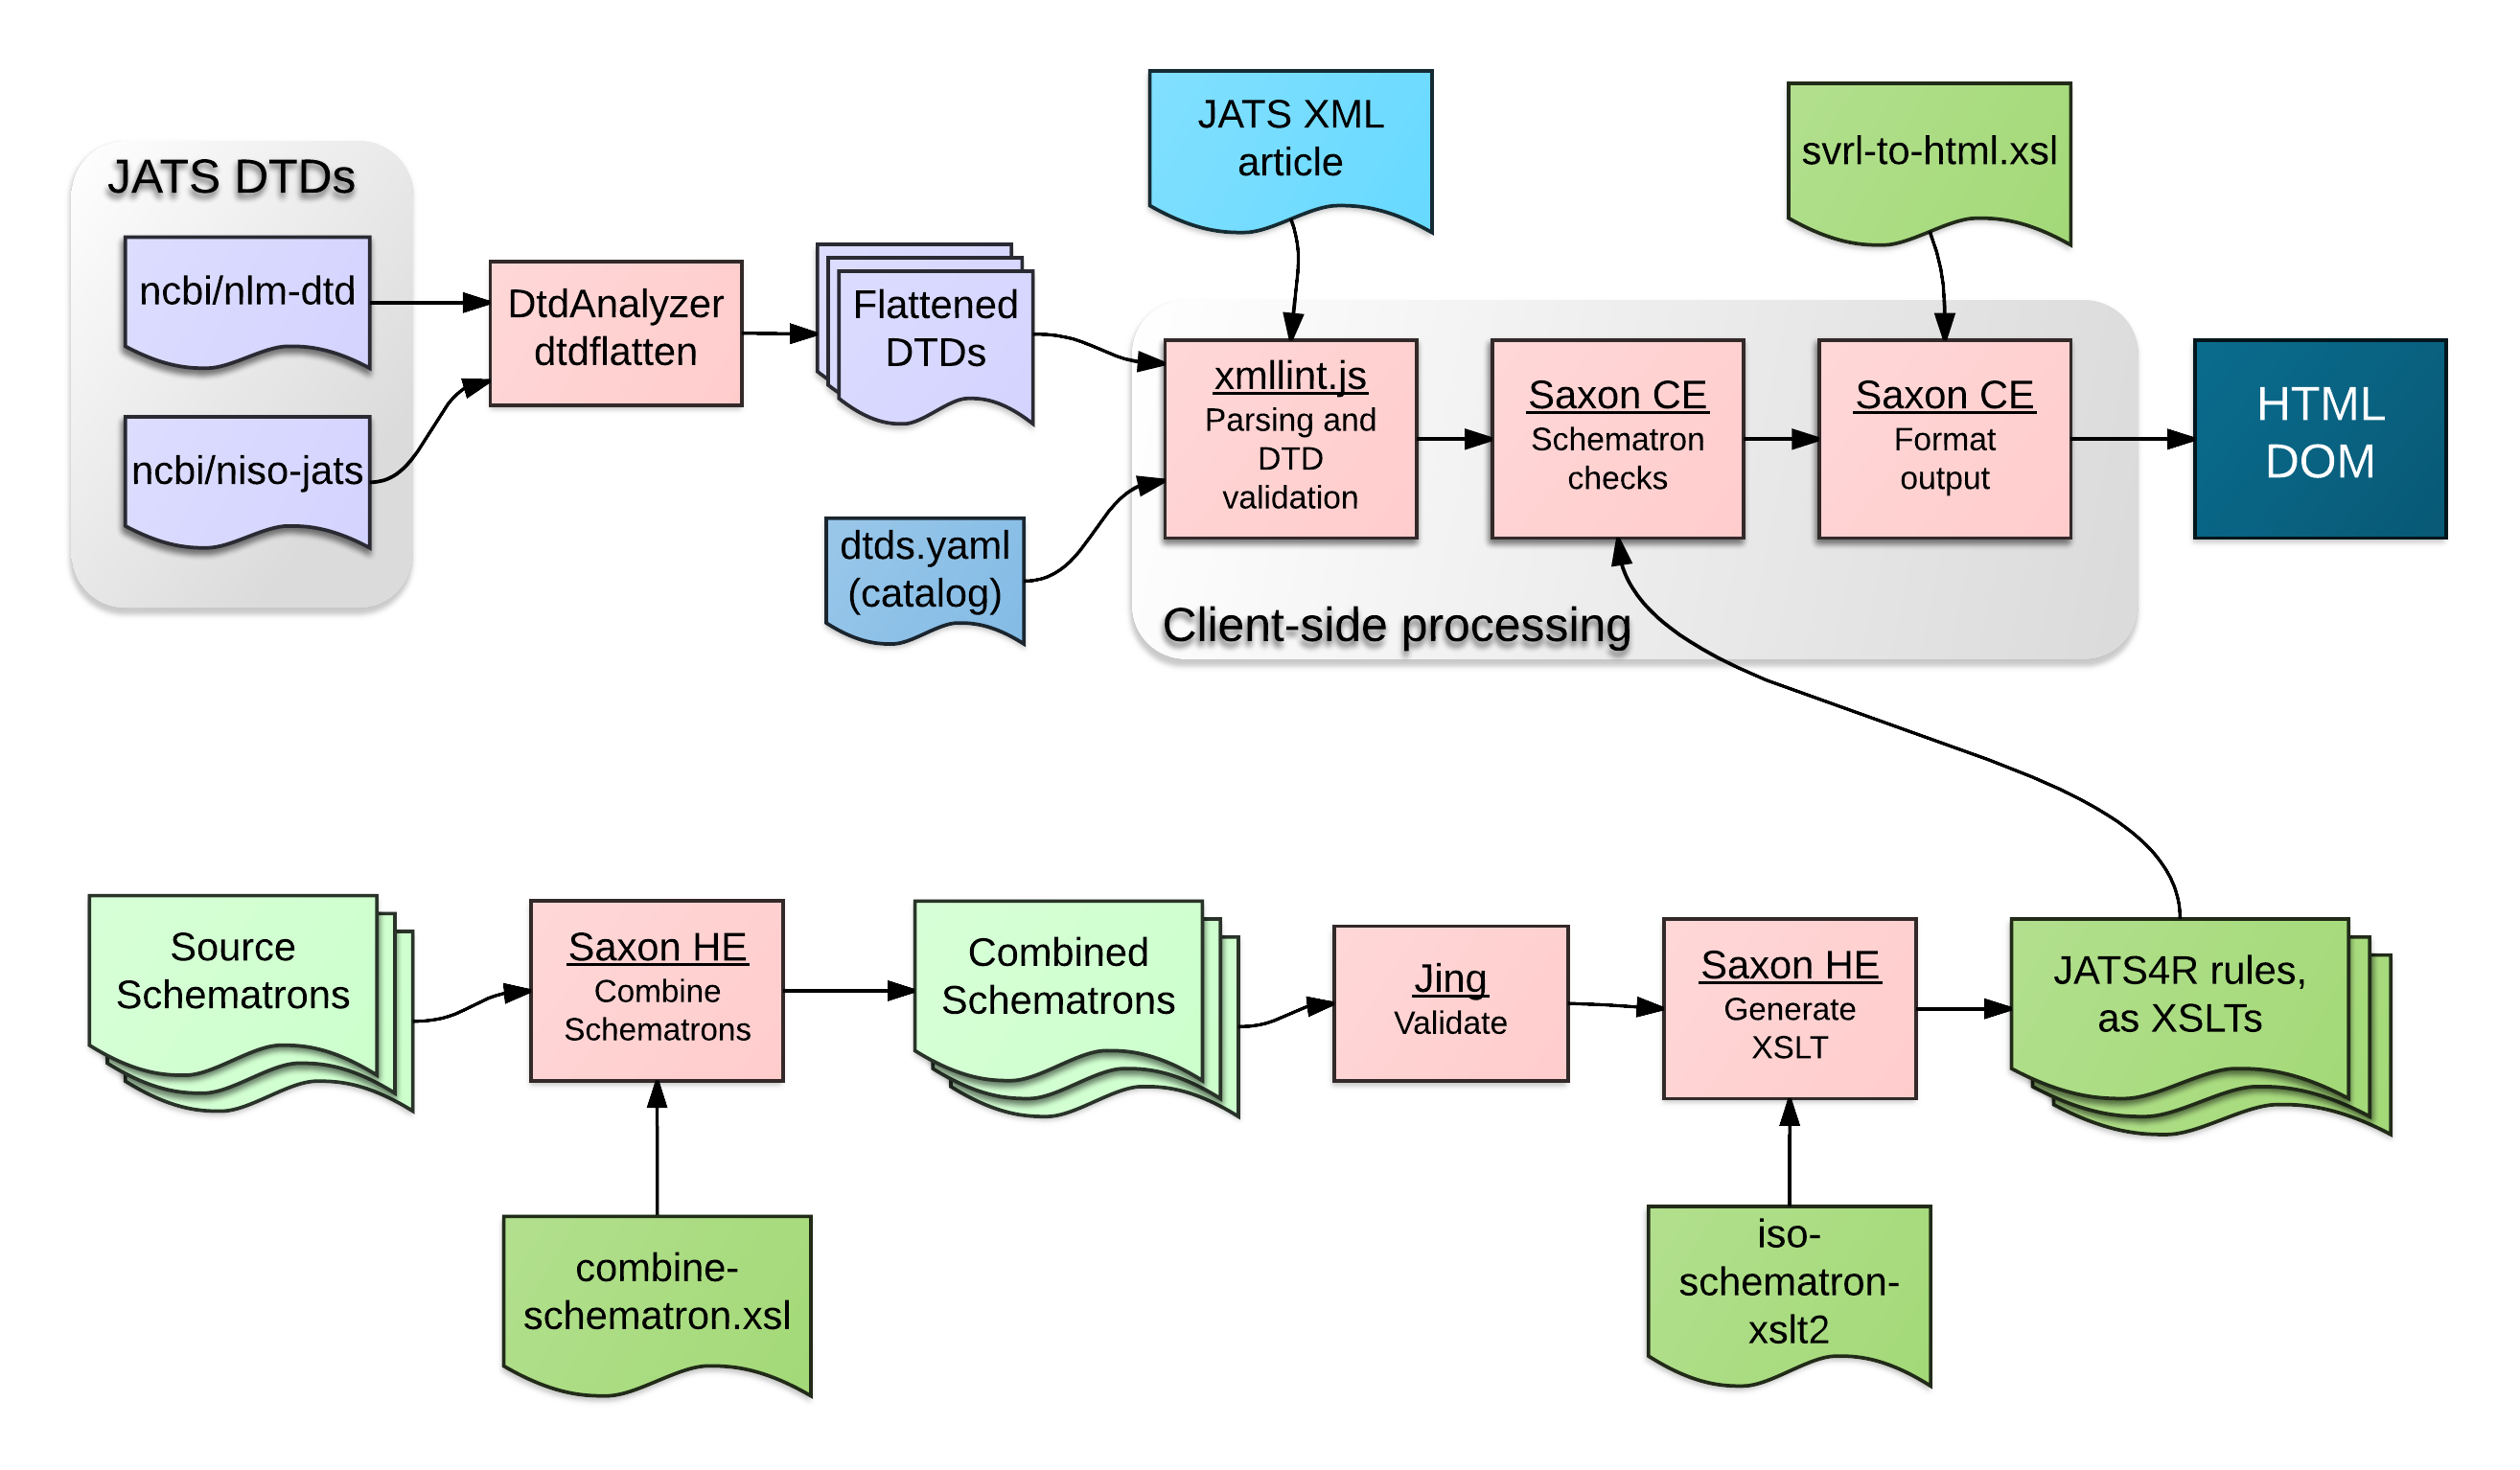 JATS DTDs
ncbi/nlm-dtd
ncbi/niso-jats
DtdAnalyzer
dtdflatten
Flattened
DTDs
dtds.yaml
(catalog)
JATS XML
article
svrl-to-html.xsl
xmllint.js
Parsing and
DTD
validation
Saxon CE
Schematron
checks
Saxon CE
Format
output
Client-side processing
HTML
DOM
Source
Schematrons
Saxon HE
Combine
Schematrons
combine-
schematron.xsl
Combined
Schematrons
Jing
Validate
Saxon HE
Generate
XSLT
iso-
schematron-
xslt2
JATS4R rules,
as XSLTs